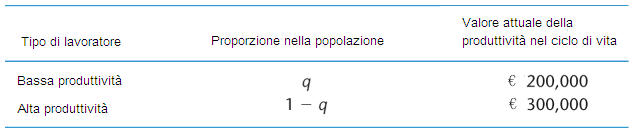 Tipo di lavoratore Proporzione nella popolazione Valore attuale della
produttività nel ciclo di vita
Bassa produttività q € 200,000
Alta produttività 1 − q € 300,000